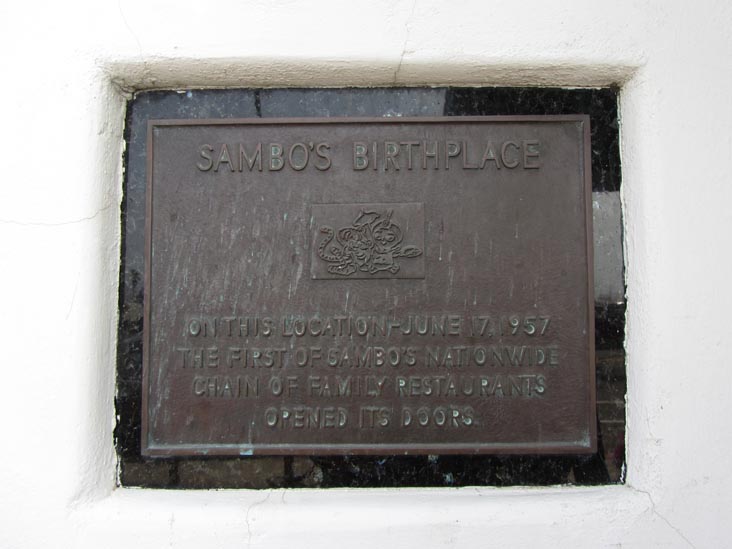 SAMBO'S BIRTHPLACE
ON THIS LOCATION-JUNE 17, 1957
THE FIRST OF SAMBO'S NATIONWIDE
CHAIN OF FAMILY RESTAURANTS
OPENED ITS DOORS.